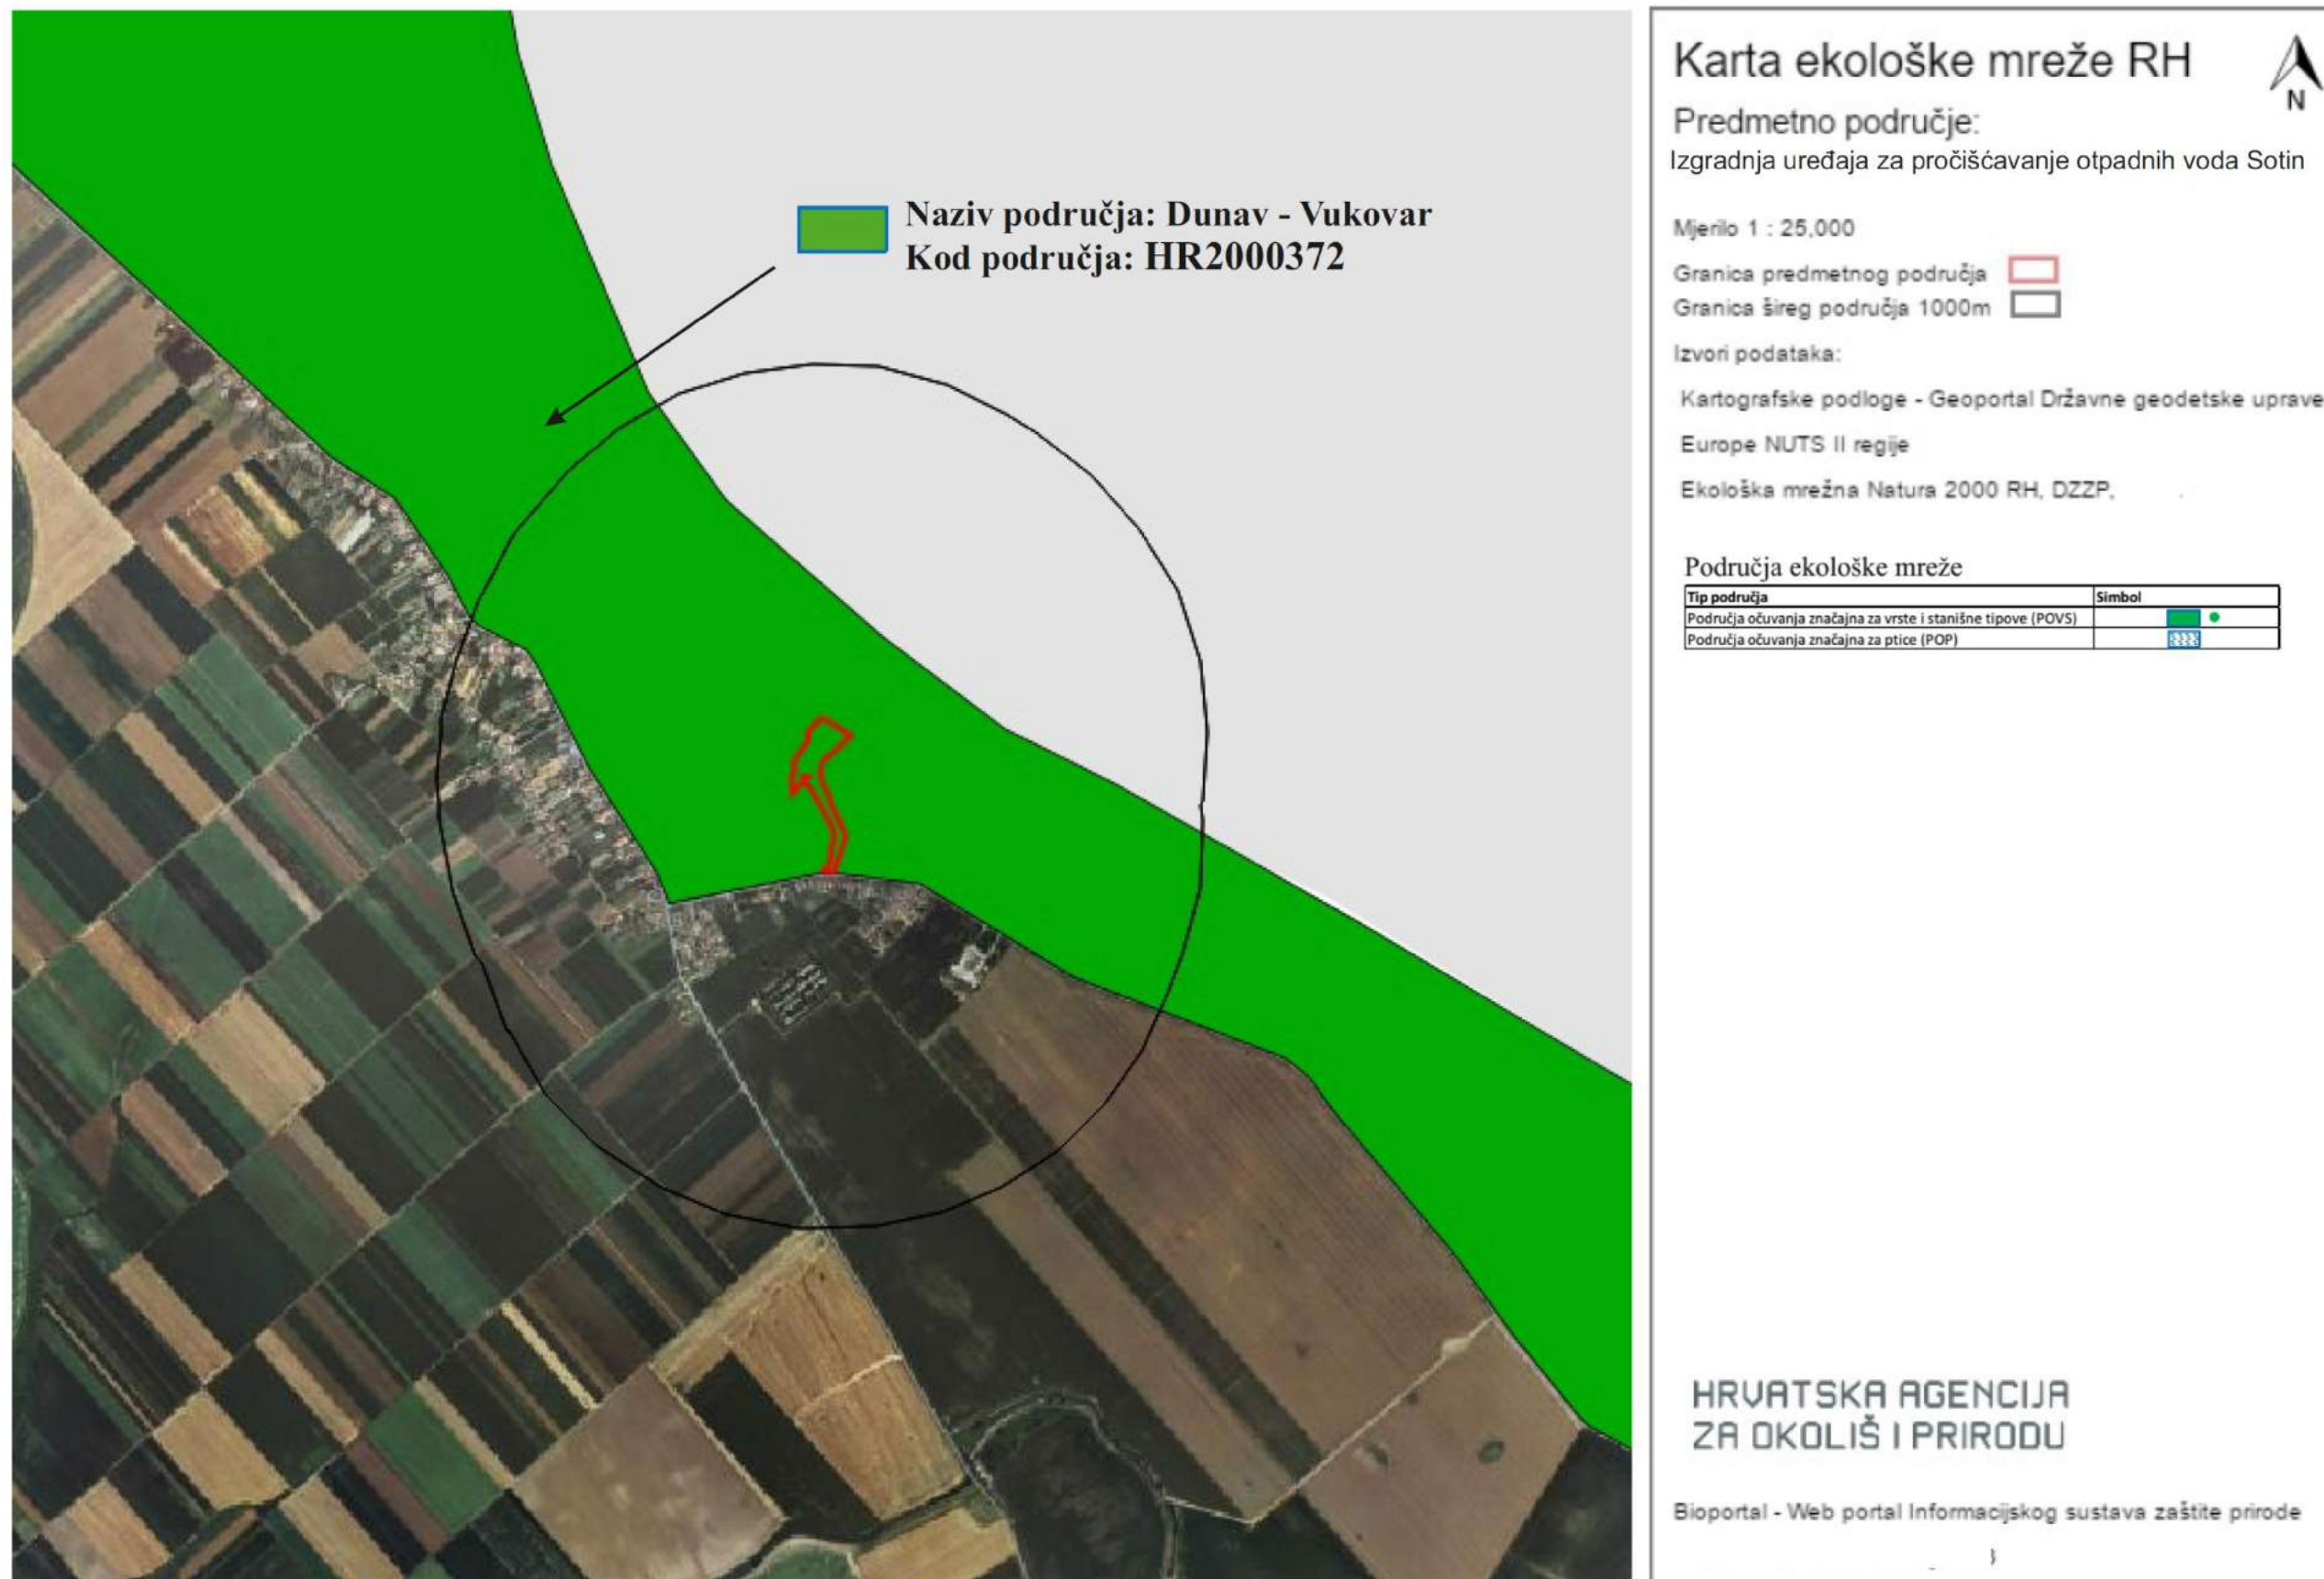 Naziv područja: Dunav - Vukovar
Kod područja: HR2000372
Karta ekološke mreže RH
N
Predmetno područje:
Izgradnja uređaja za pročišćavanje otpadnih voda Sotin
Mjerilo 1 : 25,000
Granica predmetnog područja
Granica šireg područja 1000m
Izvori podataka:
Kartografske podloge - Geoportal Državne geodetske uprave
Europe NUTS II regije
Ekološka mrežna Natura 2000 RH, DZZP,
Područja ekološke mreže
Tip područja Simbol
Područja očuvanja značajna za vrste i stanišne tipove (POVS)
Područja očuvanja značajna za ptice (POP)
HRVATSKA AGENCIJA
ZA OKOLIŠ I PRIRODU
Bioportal - Web portal Informacijskog sustava zaštite prirode